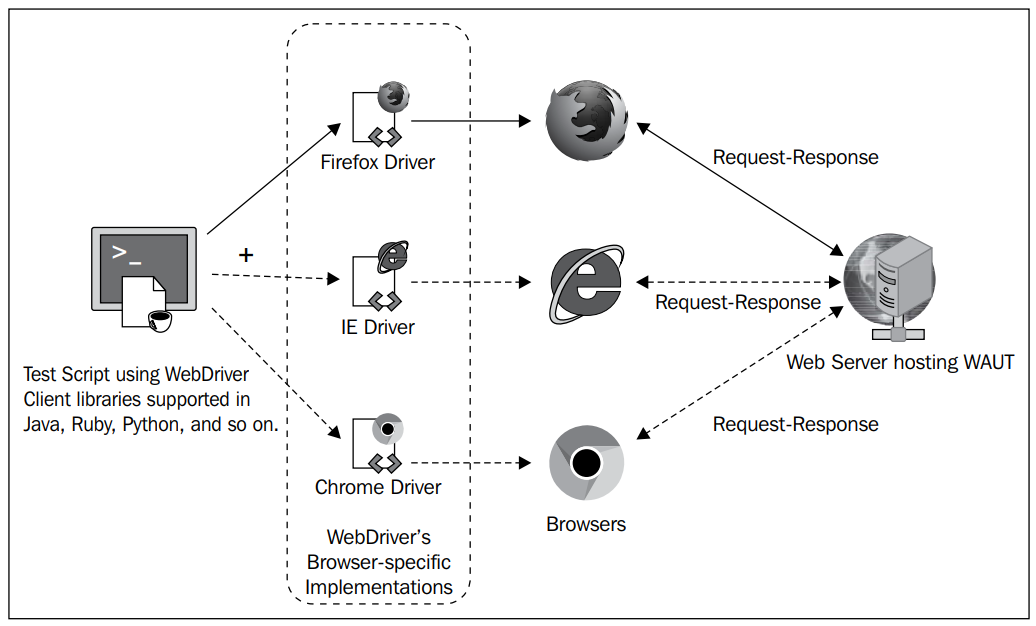 Firefox Driver
Request-Response
>_
+
IE Driver
Request-Response
Web Server hosting WAUT
Test Script using WebDriver
Client libraries supported in
Java, Ruby, Python, and so on.
Request-Response
Chrome Driver
Browsers
WebDriver's
Browser-specific
Implementations